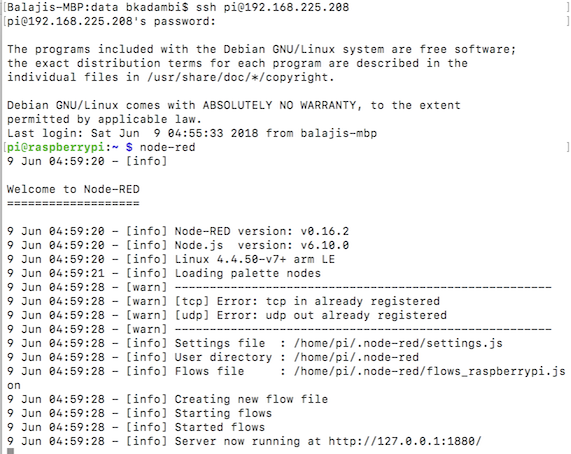 [Balajis-MBP:data bkadambi$ ssh pi@192.168.225.208 ]
[pi@192.168.225.208's password: ]
The programs included with the Debian GNU/Linux system are free software;
the exact distribution terms for each program are described in the
individual files in /usr/share/doc/*/copyright.
Debian GNU/Linux comes with ABSOLUTELY NO WARRANTY, to the extent
permitted by applicable law.
Last login: Sat Jun  9 04:55:33 2018 from balajis-mbp
[pi@raspberrypi:~ $ node-red ]
9 Jun 04:59:20 - [info]
Welcome to Node-RED
===================
9 Jun 04:59:20 - [info] Node-RED version: v0.16.2
9 Jun 04:59:20 - [info] Node.js  version: v6.10.0
9 Jun 04:59:20 - [info] Linux 4.4.50-v7+ arm LE
9 Jun 04:59:21 - [info] Loading palette nodes
9 Jun 04:59:28 - [warn] ------------------------------------------------------
9 Jun 04:59:28 - [warn] [tcp] Error: tcp in already registered
9 Jun 04:59:28 - [warn] [udp] Error: udp out already registered
9 Jun 04:59:28 - [warn] ------------------------------------------------------
9 Jun 04:59:28 - [info] Settings file  : /home/pi/.node-red/settings.js
9 Jun 04:59:28 - [info] User directory : /home/pi/.node-red
9 Jun 04:59:28 - [info] Flows file     : /home/pi/.node-red/flows_raspberrypi.js
on
9 Jun 04:59:28 - [info] Creating new flow file
9 Jun 04:59:28 - [info] Starting flows
9 Jun 04:59:28 - [info] Started flows
9 Jun 04:59:28 - [info] Server now running at http://127.0.0.1:1880/